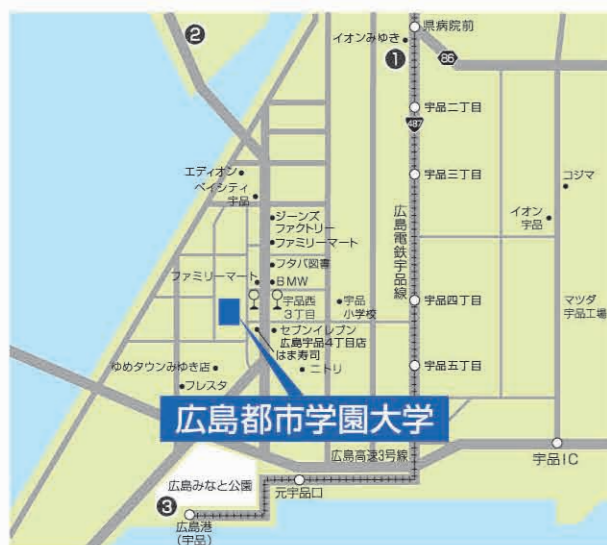 ❷
イオンみゆき
❶
県病院前
86
宇品二丁目
487
エディオン
ベイシティ
宇品
宇品三丁目
コジマ
ジーンズ
ファクトリー
ファミリーマート
イオン
宇品
広島電鉄宇品線
フタバ図書
ファミリーマート
BMW
宇品西
3丁目
宇品
小学校
宇品四丁目
マツダ
宇品工場
セブンイレブン
広島宇品4丁目店
はま寿司
ゆめタウンみゆき店
ニトリ
宇品五丁目
フレスタ
広島都市学園大学
広島高速3号線
宇品IC
広島みなと公園
元宇品口
❸
広島港
(宇品)